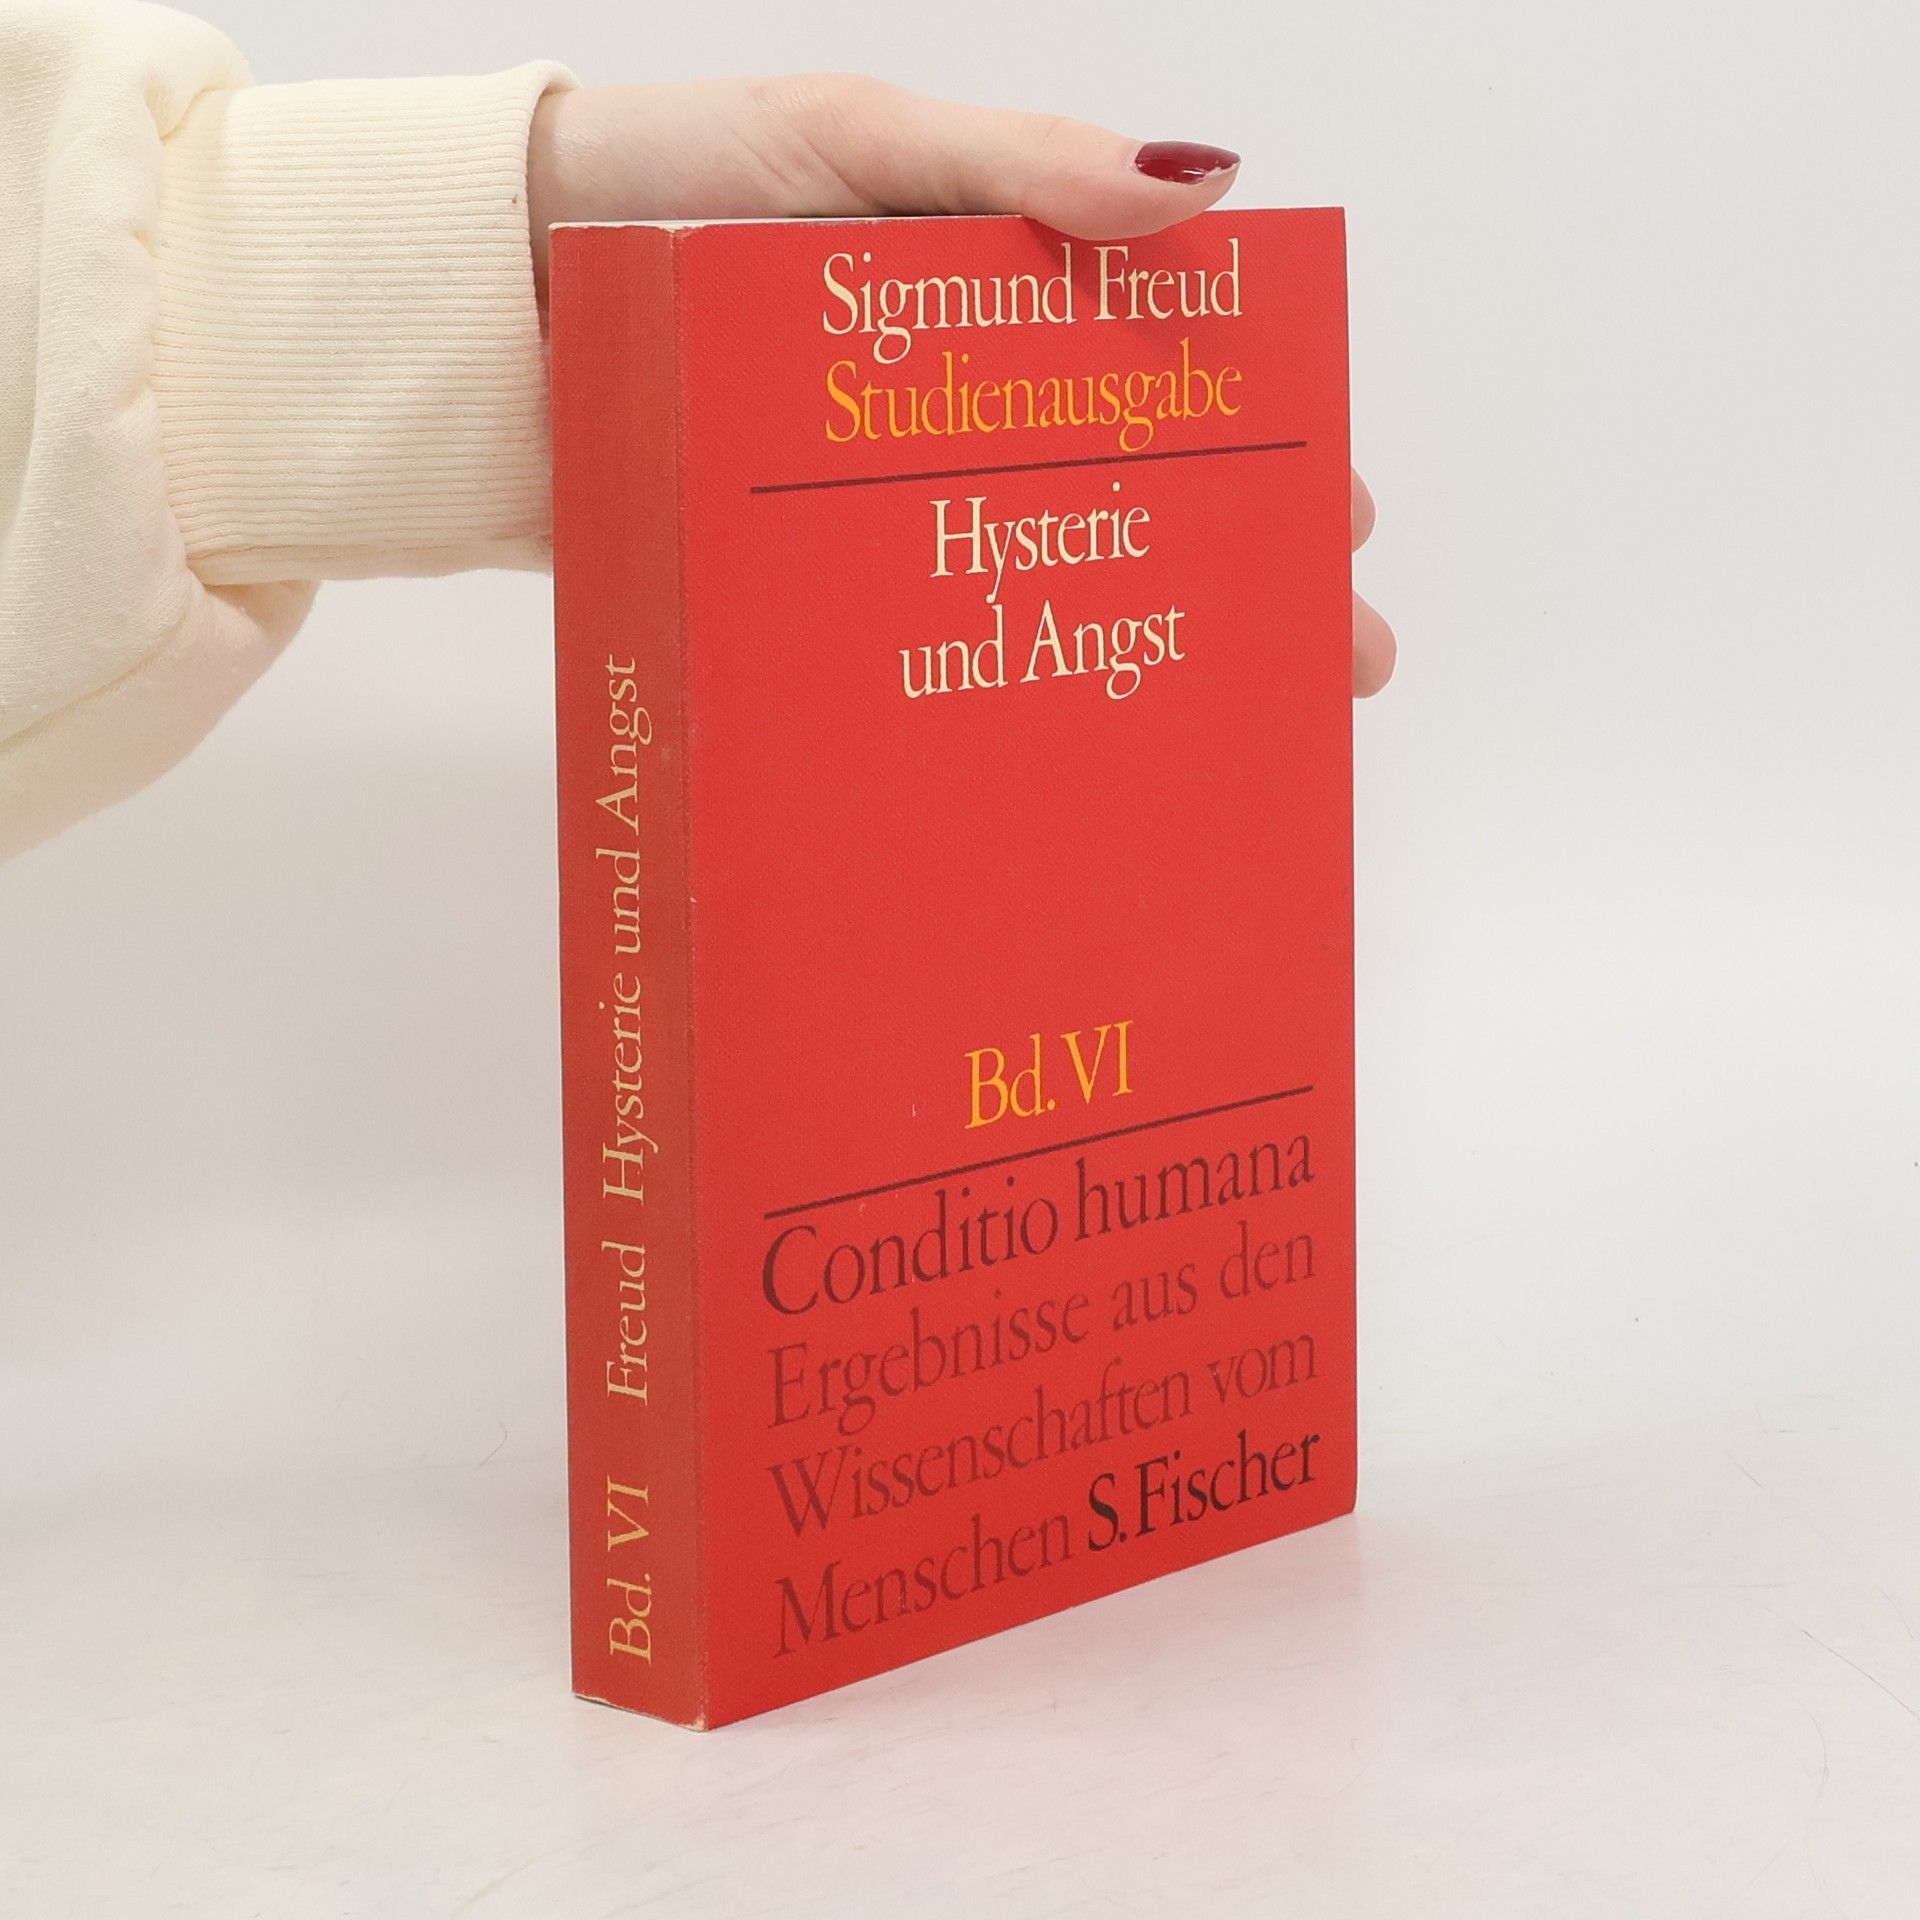 Sigmund Freud
Studienausgabe
Hysterie
und Angst
Bd. VI
Conditio humana
Ergebnisse aus den
Wissenschaften vom
Menschen S. Fischer
Bd. VI Freud Hysterie und Angst